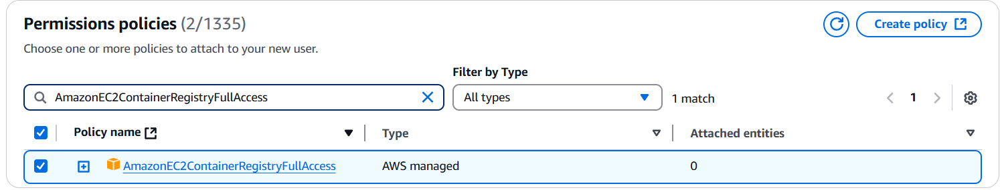 Permissions policies (2/1335)
Create policy
Choose one or more policies to attach to your new user.
Filter by Type
AmazonEC2ContainerRegistryFullAccess
All types
1 match
1
Policy name
Type
Attached entities
AmazonEC2ContainerRegistryFullAccess
AWS managed
0